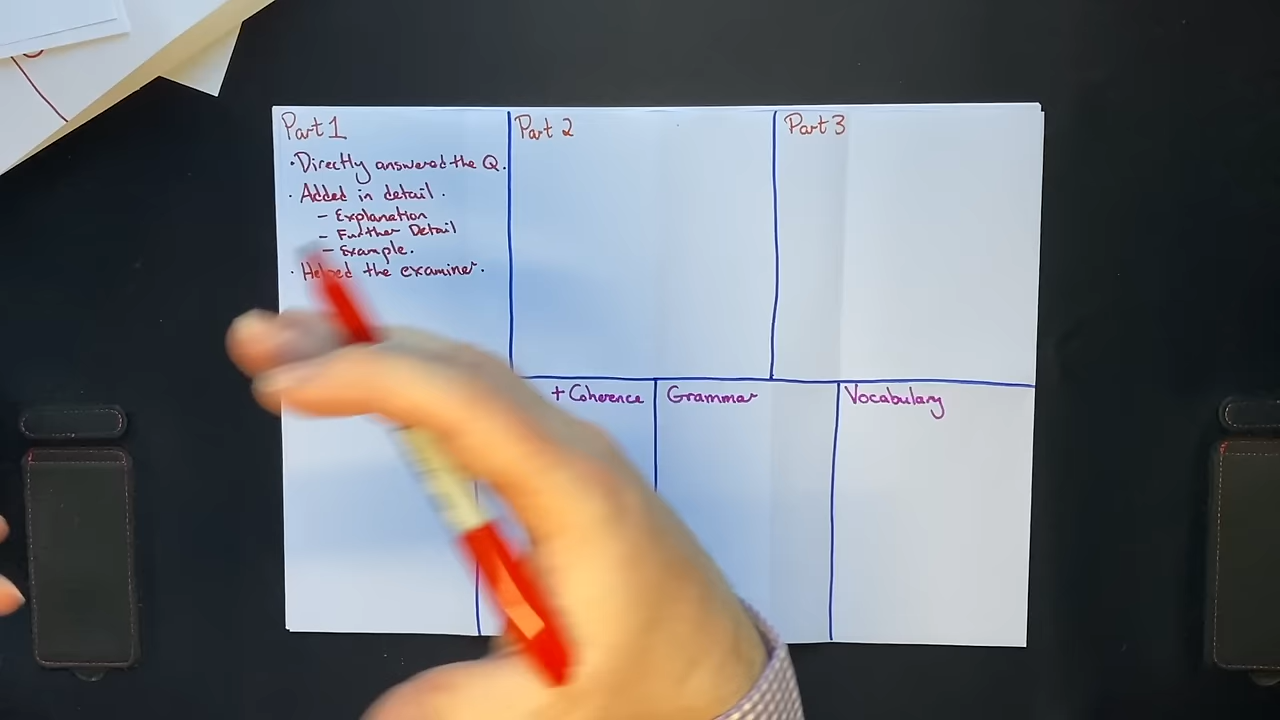 Part 1
·Directly answered the Q.
· Added in detail.
- Explanation
- Further Detail
- Example.
· Helped the examiner.
Part 2
Part 3
+ Coherence
Grammar
Vocabulary